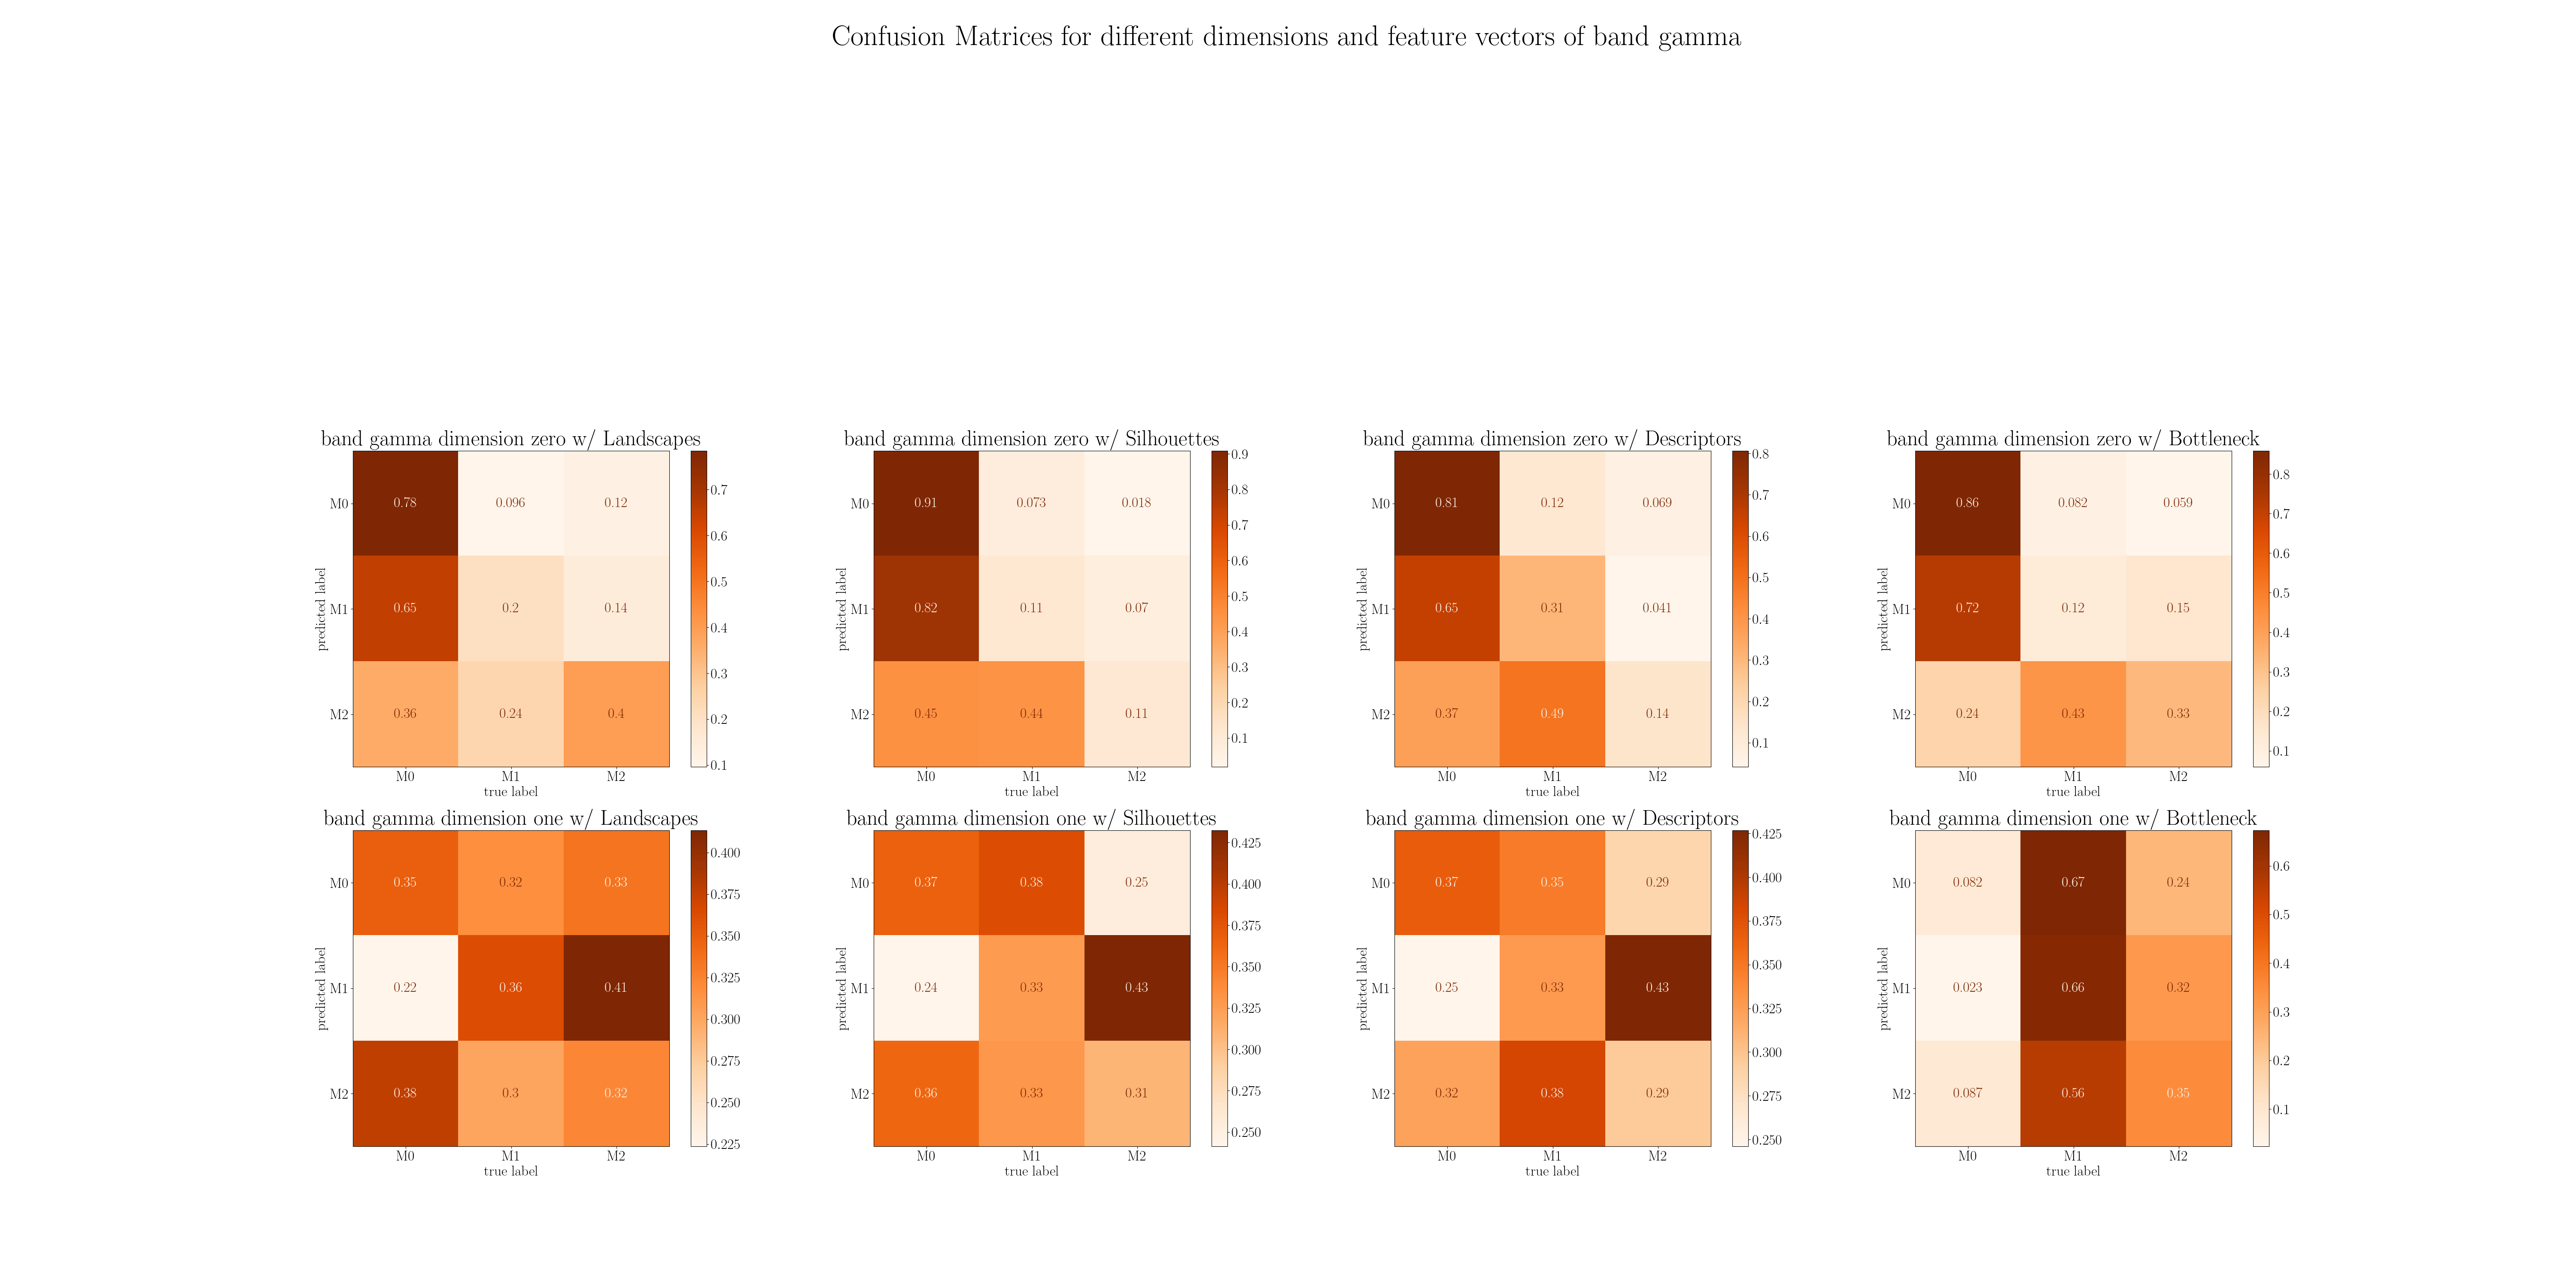 Confusion Matrices for different dimensions and feature vectors of band gamma
band gamma dimension zero w/ Landscapes
0.78 0.096 0.12
0.65 0.2 0.14
0.36 0.24 0.4
M0
M1
M2
predicted label
M0 M1 M2
true label
0.7
0.6
0.5
0.4
0.3
0.2
0.1
band gamma dimension zero w/ Silhouettes
0.91 0.073 0.018
0.82 0.11 0.07
0.45 0.44 0.11
M0
M1
M2
predicted label
M0 M1 M2
true label
0.9
0.8
0.7
0.6
0.5
0.4
0.3
0.2
0.1
band gamma dimension zero w/ Descriptors
0.81 0.12 0.069
0.65 0.31 0.041
0.37 0.49 0.14
M0
M1
M2
predicted label
M0 M1 M2
true label
0.8
0.7
0.6
0.5
0.4
0.3
0.2
0.1
band gamma dimension zero w/ Bottleneck
0.86 0.082 0.059
0.72 0.12 0.15
0.24 0.43 0.33
M0
M1
M2
predicted label
M0 M1 M2
true label
0.8
0.7
0.6
0.5
0.4
0.3
0.2
0.1
band gamma dimension one w/ Landscapes
0.35 0.32 0.33
0.22 0.36 0.41
0.38 0.3 0.32
M0
M1
M2
predicted label
M0 M1 M2
true label
0.400
0.375
0.350
0.325
0.300
0.275
0.250
0.225
band gamma dimension one w/ Silhouettes
0.37 0.38 0.25
0.24 0.33 0.43
0.36 0.33 0.31
M0
M1
M2
predicted label
M0 M1 M2
true label
0.425
0.400
0.375
0.350
0.325
0.300
0.275
0.250
band gamma dimension one w/ Descriptors
0.37 0.35 0.29
0.25 0.33 0.43
0.32 0.38 0.29
M0
M1
M2
predicted label
M0 M1 M2
true label
0.425
0.400
0.375
0.350
0.325
0.300
0.275
0.250
band gamma dimension one w/ Bottleneck
0.082 0.67 0.24
0.023 0.66 0.32
0.087 0.56 0.35
M0
M1
M2
predicted label
M0 M1 M2
true label
0.6
0.5
0.4
0.3
0.2
0.1